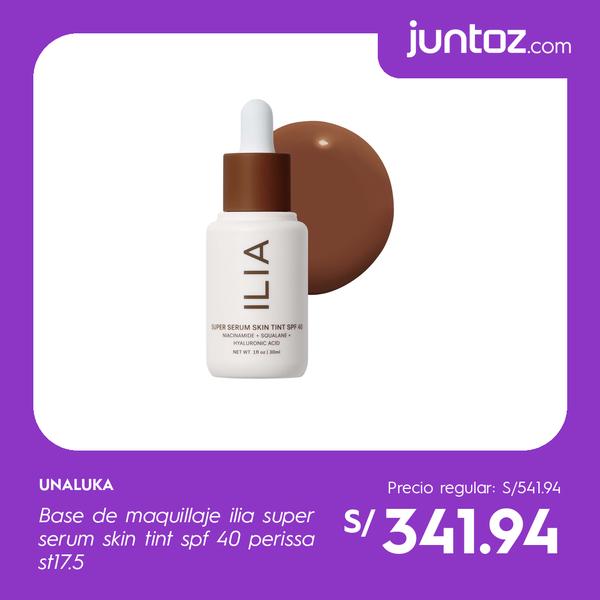 juntoz.com
ILIA
SUPER SERUM SKIN TINT SPF 40
NIACINAMIDE + SQUALANE +
HYALURONIC ACID
NET WT. 1fl oz | 30ml
UNALUKA
Base de maquillaje ilia super
serum skin tint spf 40 perissa
st17.5
Precio regular: S/541.94
S/ 341.94